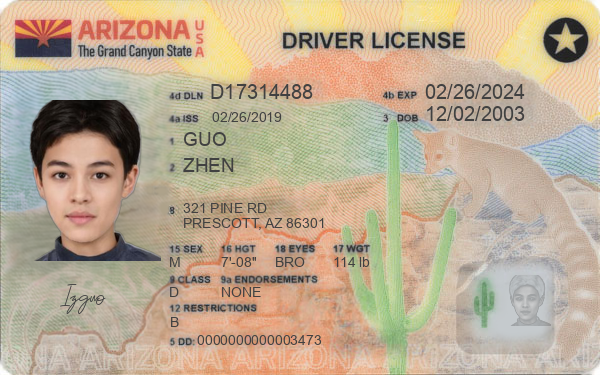 ARIZONA USA
The Grand Canyon State
DRIVER LICENSE
4d DLN D17314488 4b EXP 02/26/2024
4a ISS 02/26/2019 3 DOB 12/02/2003
1 GUO
2 ZHEN
8 321 PINE RD
PRESCOTT, AZ 86301
15 SEX 16 HGT 18 EYES 17 WGT
M 7'-08" BRO 114 lb
9 CLASS 9a ENDORSEMENTS
D NONE
Izguo
12 RESTRICTIONS
B
5 DD: 0000000000003473
ARIZONA ARIZONA ARIZONA ARIZONA